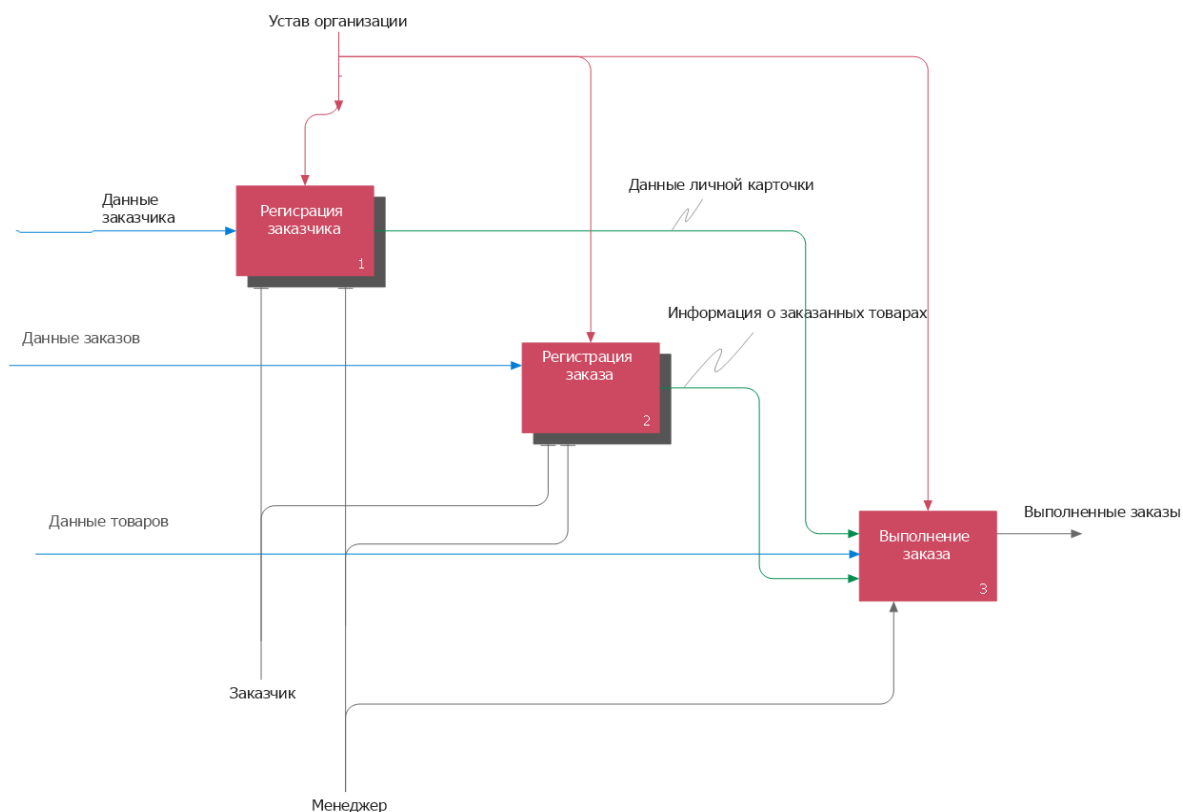 Устав организации
Данные
заказчика
Регисрация
заказчика
1
Данные личной карточки
Информация о заказанных товарах
Данные заказов
Регистрация
заказа
2
Данные товаров
Выполнение
заказа
3
Выполненные заказы
Заказчик
Менеджер